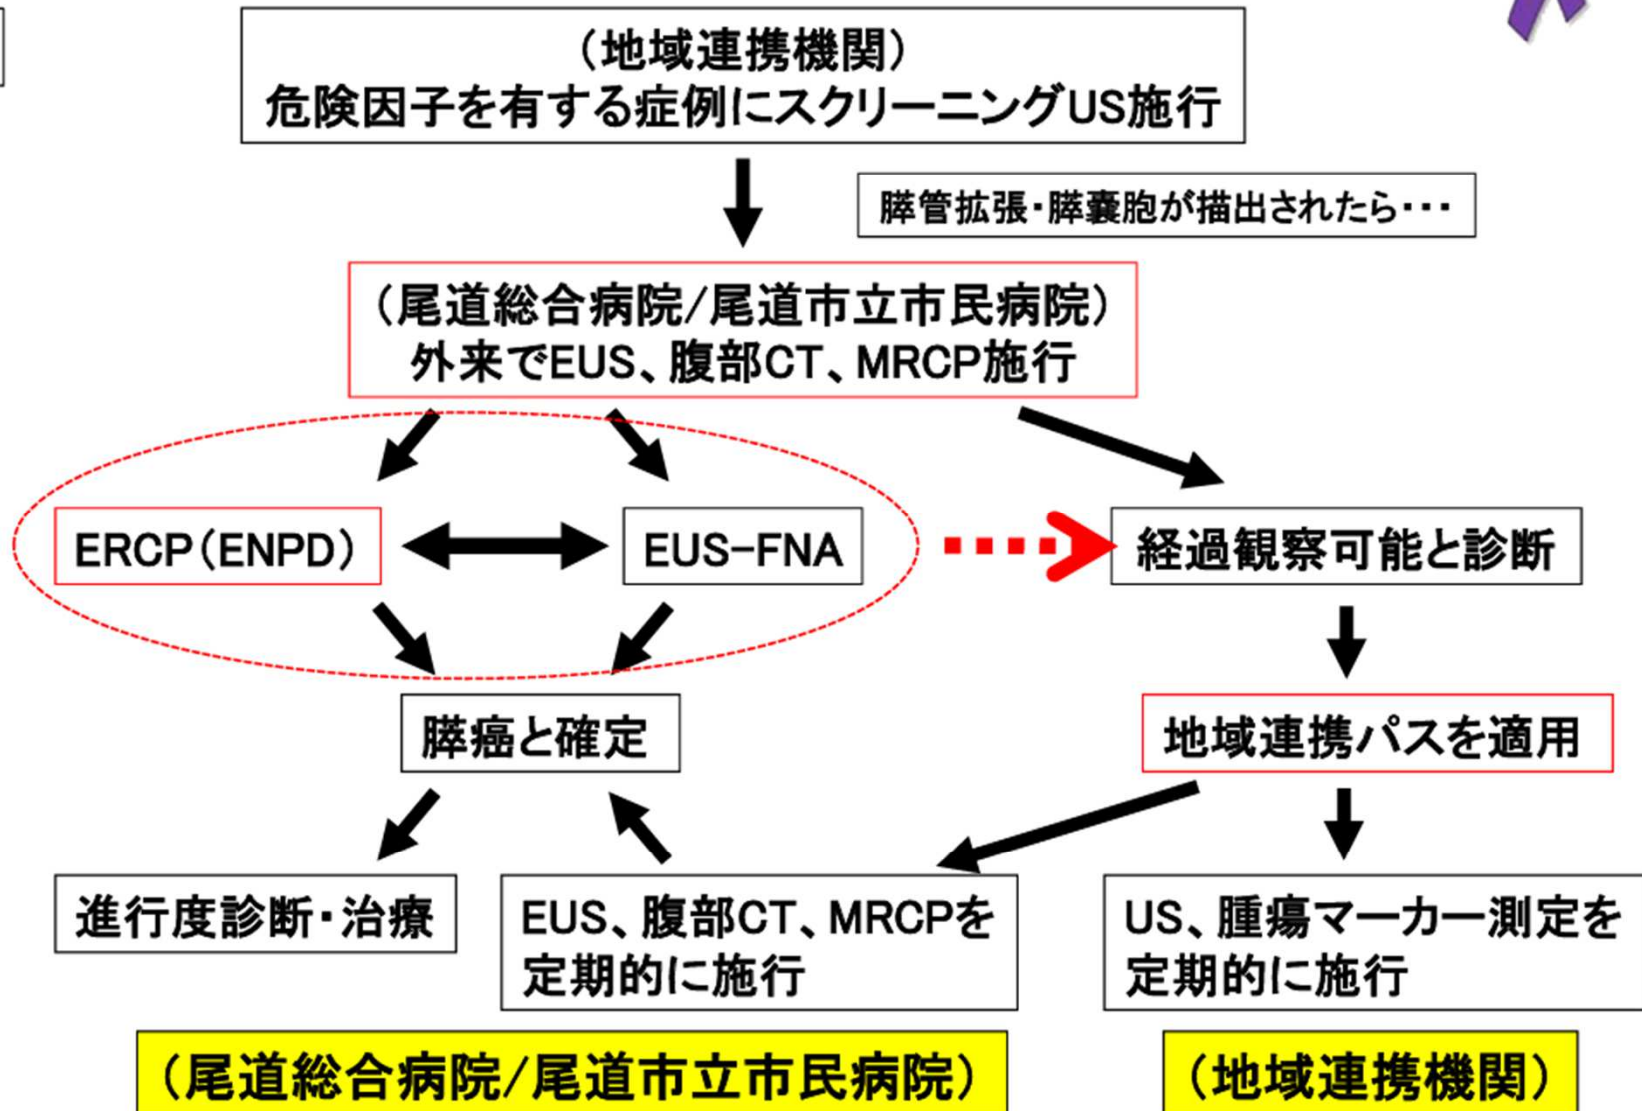 （地域連携機関）
危険因子を有する症例にスクリーニングUS施行
膵管拡張・膵嚢胞が描出されたら・・・
（尾道総合病院/尾道市立市民病院）
外来でEUS、腹部CT、MRCP施行
ERCP（ENPD）
EUS-FNA
経過観察可能と診断
膵癌と確定
地域連携パスを適用
進行度診断・治療
EUS、腹部CT、MRCPを
定期的に施行
US、腫瘍マーカー測定を
定期的に施行
（尾道総合病院/尾道市立市民病院）
（地域連携機関）